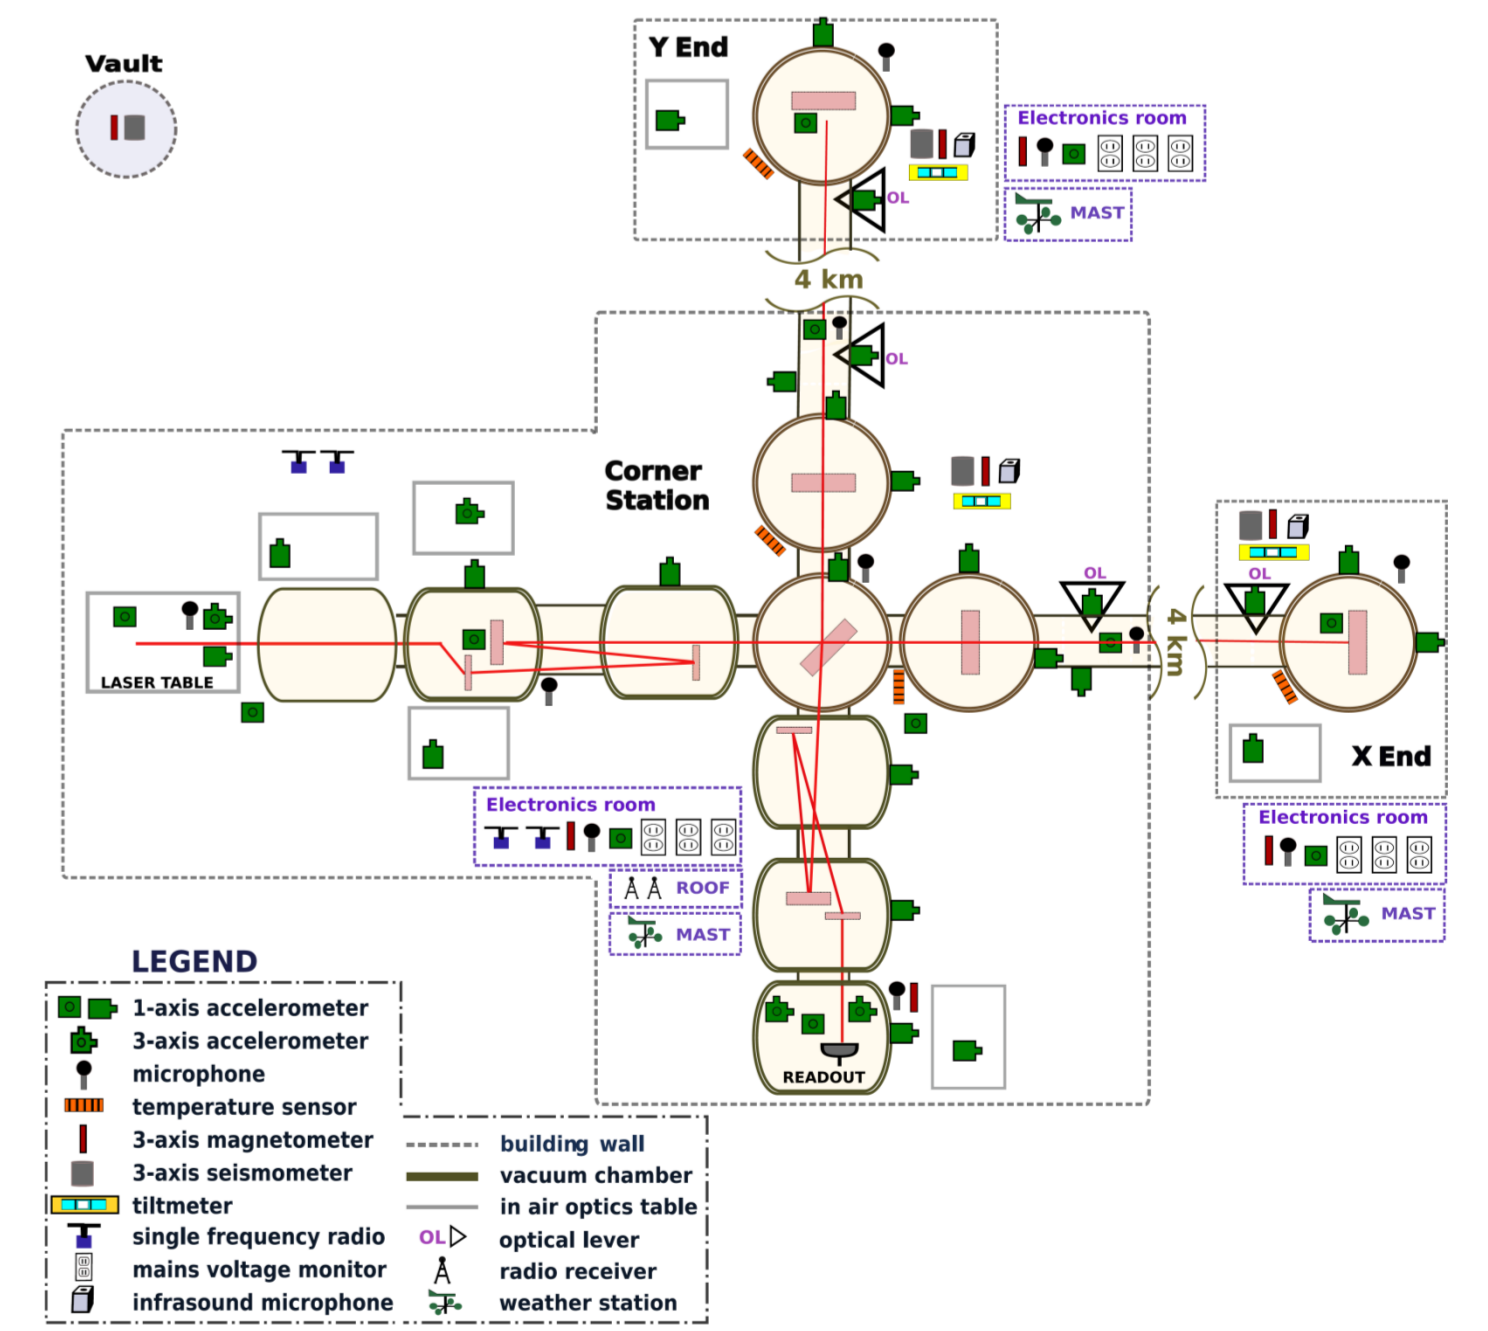 Vault
Y End
Electronics room
OL
MAST
4 km
OL
Corner
Station
OL
4 km
OL
LASER TABLE
X End
Electronics room
ROOF
MAST
Electronics room
MAST
READOUT
LEGEND
1-axis accelerometer
3-axis accelerometer
microphone
temperature sensor
3-axis magnetometer
3-axis seismometer
tiltmeter
single frequency radio
mains voltage monitor
infrasound microphone
building wall
vacuum chamber
in air optics table
OL optical lever
radio receiver
weather station